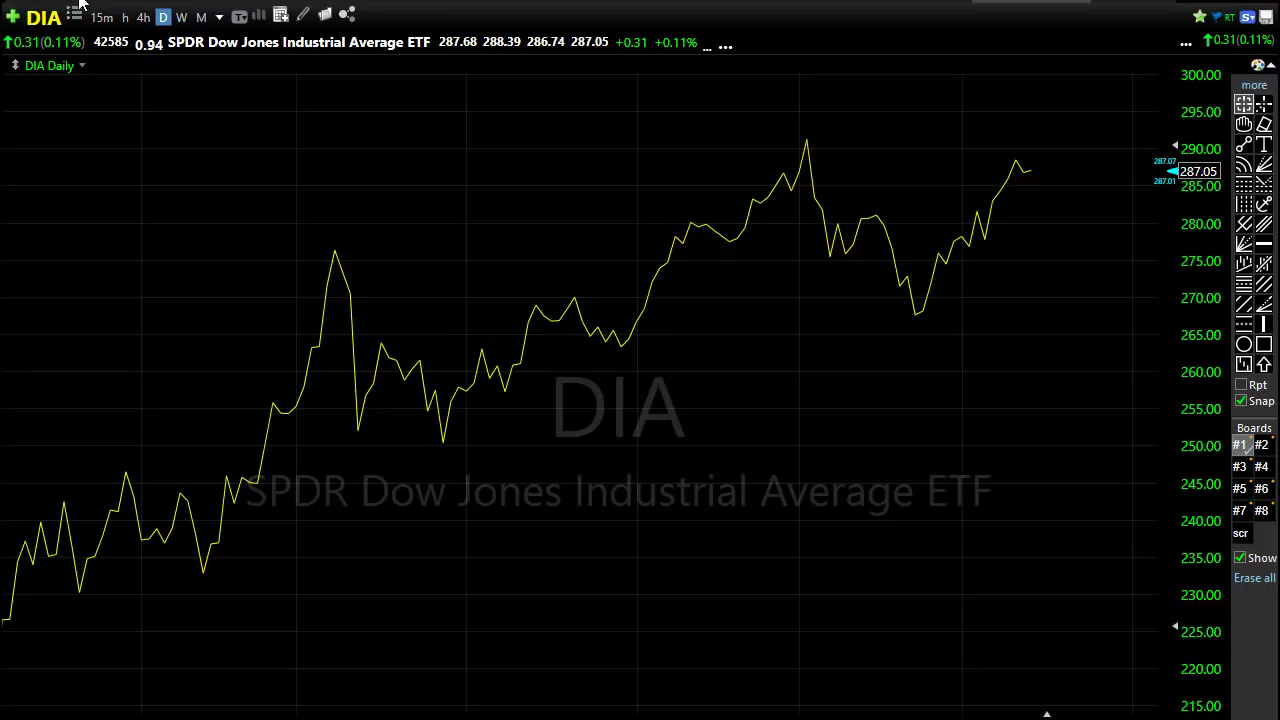 DIA 15m h 4h D W M T RT S
0.31(0.11%) 42585 0.94 SPDR Dow Jones Industrial Average ETF 287.68 288.39 286.74 287.05 +0.31 +0.11% ... ... ... 0.31(0.11%)
DIA Daily
300.00
295.00
290.00
287.07
287.05
287.01
285.00
280.00
275.00
270.00
265.00
260.00
255.00
250.00
245.00
240.00
235.00
230.00
225.00
220.00
215.00
DIA
SPDR Dow Jones Industrial Average ETF
more
T
Rpt
Snap
Boards
#1 #2
#3 #4
#5 #6
#7 #8
scr
Show
Erase all